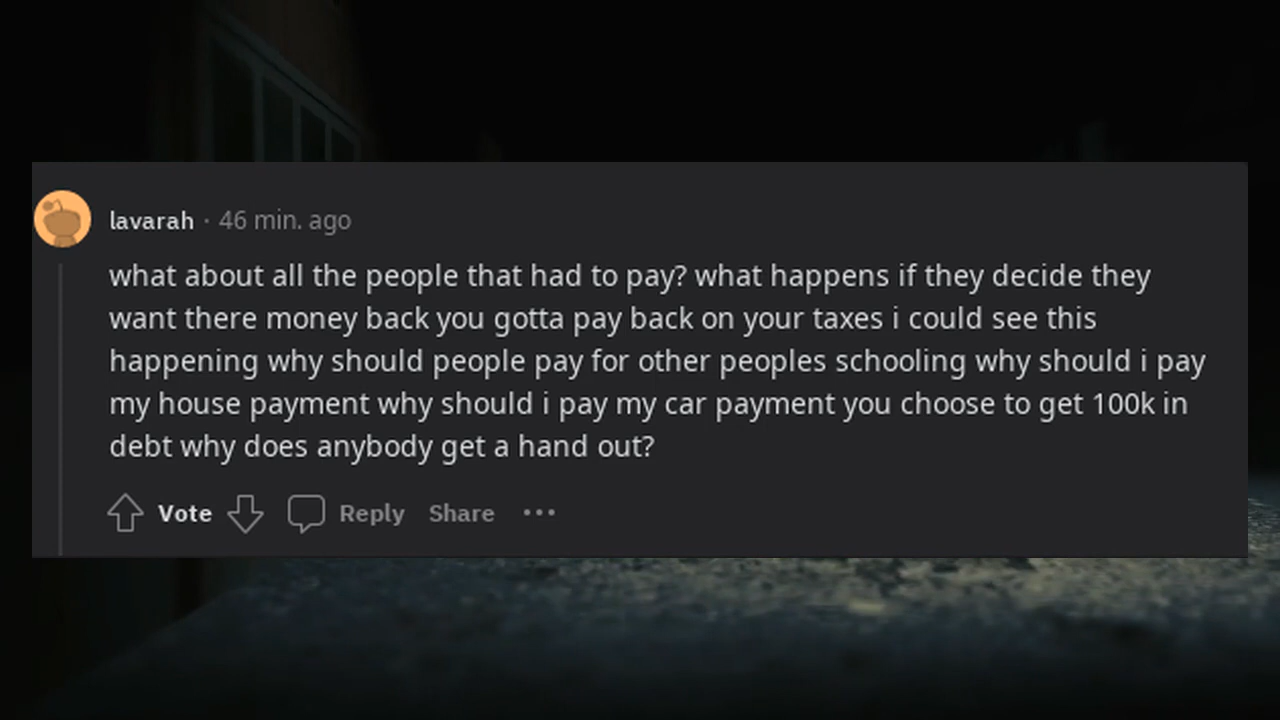 lavarah · 46 min. ago
what about all the people that had to pay? what happens if they decide they
want there money back you gotta pay back on your taxes i could see this
happening why should people pay for other peoples schooling why should i pay
my house payment why should i pay my car payment you choose to get 100k in
debt why does anybody get a hand out?
Vote Reply Share •••